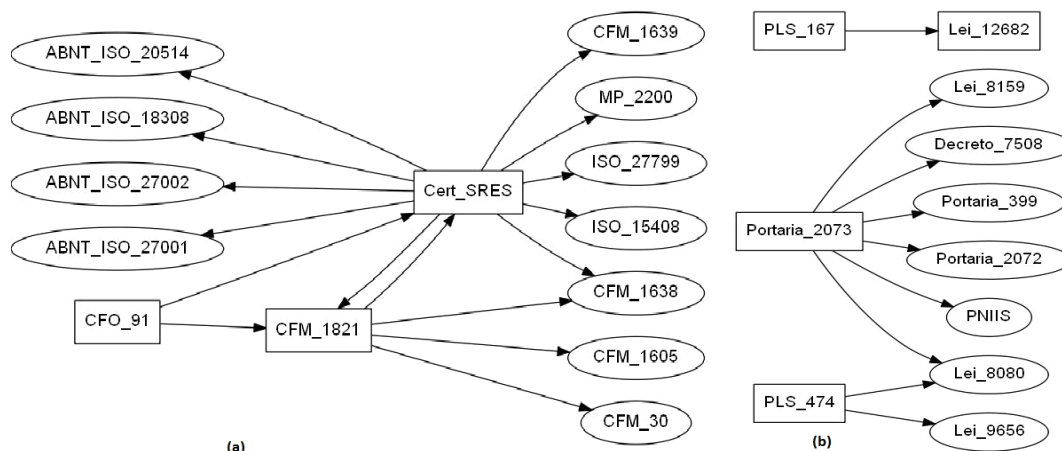 ABNT_ISO_20514
ABNT_ISO_18308
ABNT_ISO_27002
ABNT_ISO_27001
CFO_91
Cert_SRES
CFM_1821
CFM_1639
MP_2200
ISO_27799
ISO_15408
CFM_1638
CFM_1605
CFM_30
(a)
PLS_167
Lei_12682
Portaria_2073
Lei_8159
Decreto_7508
Portaria_399
Portaria_2072
PNIIS
Lei_8080
PLS_474
Lei_9656
(b)